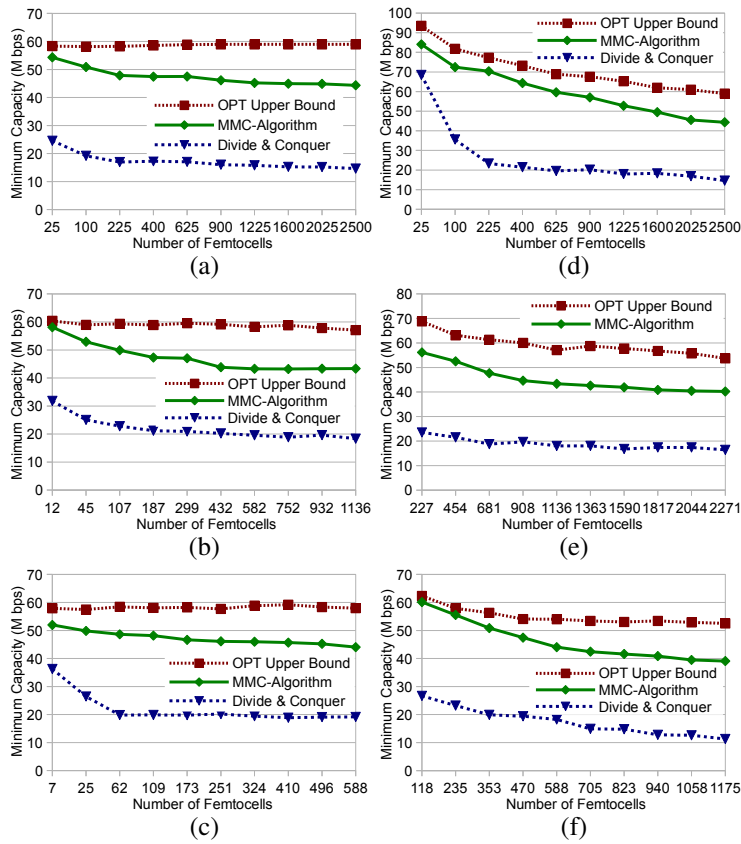 Minimum Capacity (M bps)
70
60
50
40
30
20
10
0
OPT Upper Bound
MMC-Algorithm
Divide & Conquer
25 100 225 400 625 900 1225 1600 2025 2500
Number of Femtocells
(a)
Minimum Capacity (M bps)
100
90
80
70
60
50
40
30
20
10
0
OPT Upper Bound
MMC-Algorithm
Divide & Conquer
25 100 225 400 625 900 1225 1600 2025 2500
Number of Femtocells
(d)
Minimum Capacity (M bps)
70
60
50
40
30
20
10
0
OPT Upper Bound
MMC-Algorithm
Divide & Conquer
12 45 107 187 299 432 582 752 932 1136
Number of Femtocells
(b)
Minimum Capacity (M bps)
80
70
60
50
40
30
20
10
0
OPT Upper Bound
MMC-Algorithm
227 454 681 908 1136 1363 1590 1817 2044 2271
Number of Femtocells
(e)
Minimum Capacity (M bps)
70
60
50
40
30
20
10
0
OPT Upper Bound
MMC-Algorithm
Divide & Conquer
7 25 62 109 173 251 324 410 496 588
Number of Femtocells
(c)
Minimum Capacity (M bps)
70
60
50
40
30
20
10
0
OPT Upper Bound
MMC-Algorithm
Divide & Conquer
118 235 353 470 588 705 823 940 1058 1175
Number of Femtocells
(f)